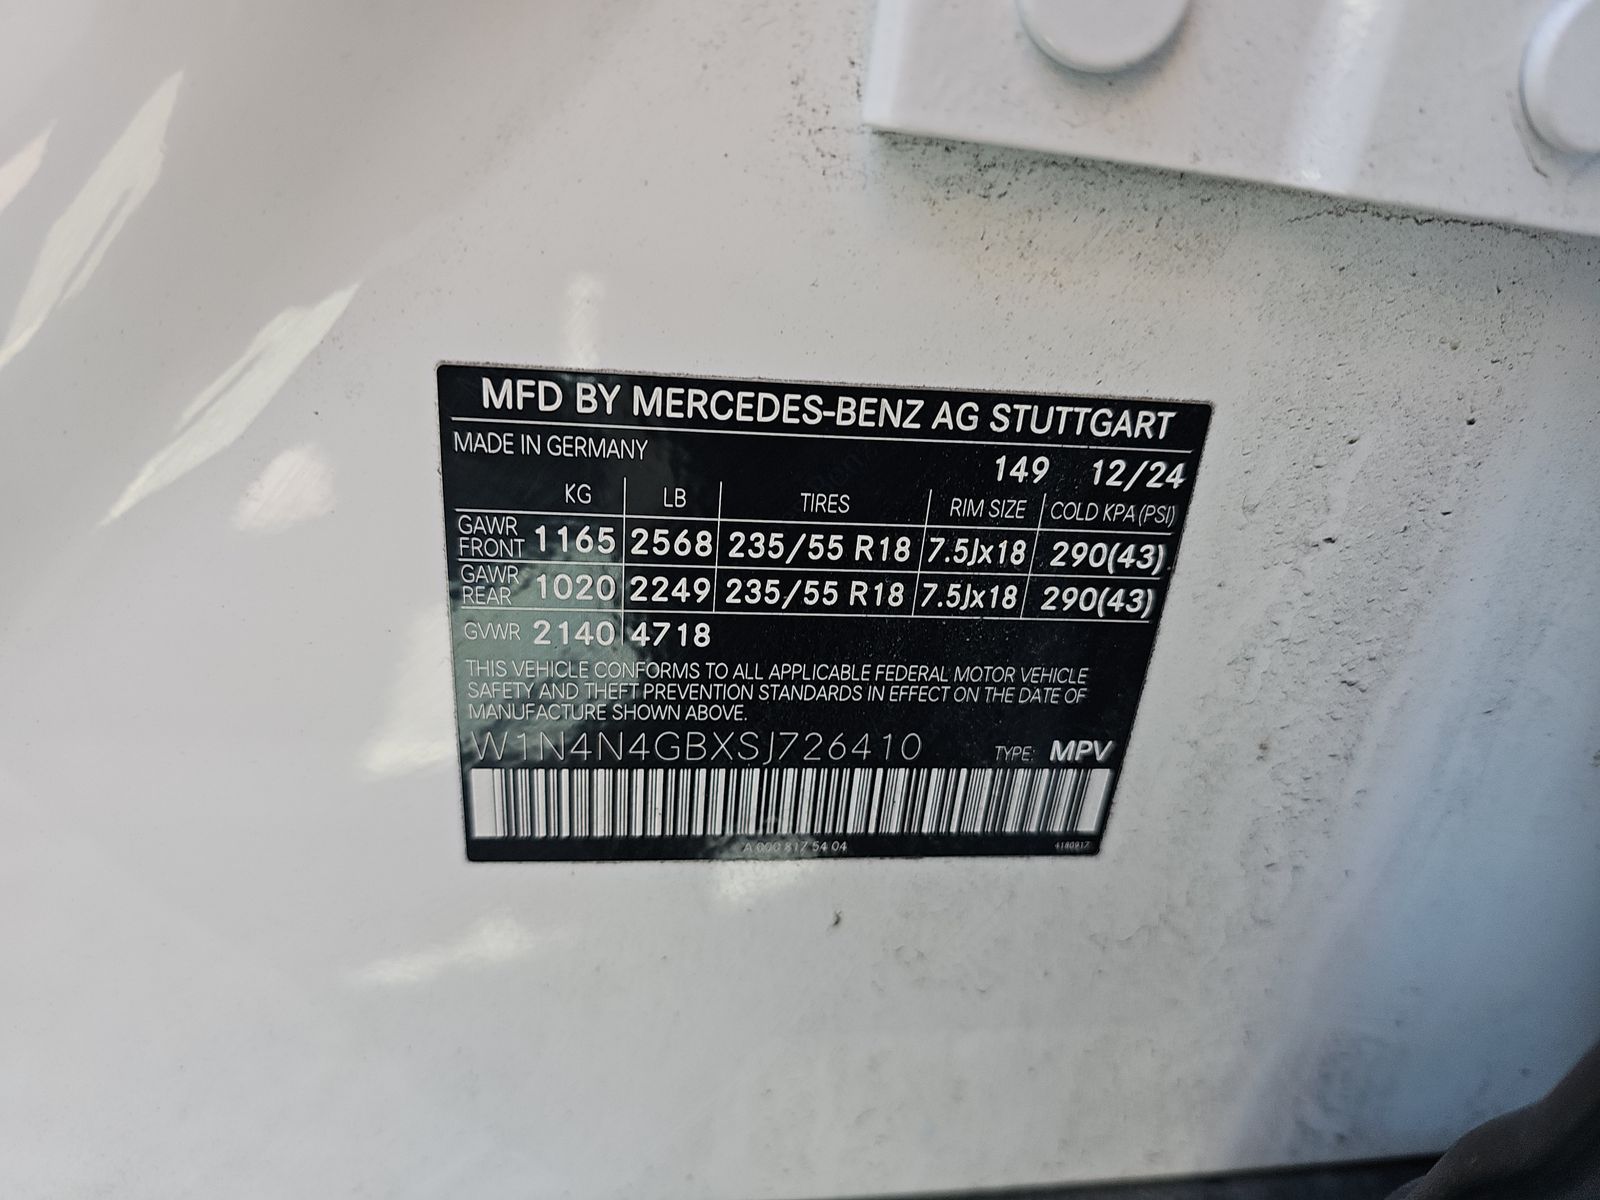 MFD BY MERCEDES-BENZ AG STUTTGART
MADE IN GERMANY
149 12/24
KG LB TIRES RIM SIZE COLD KPA (PSI)
GAWR FRONT 1165 2568 235/55 R18 7.5Jx18 290(43)
GAWR REAR 1020 2249 235/55 R18 7.5Jx18 290(43)
GVWR 2140 4718
THIS VEHICLE CONFORMS TO ALL APPLICABLE FEDERAL MOTOR VEHICLE
SAFETY AND THEFT PREVENTION STANDARDS IN EFFECT ON THE DATE OF
MANUFACTURE SHOWN ABOVE.
W1N4N4GBXSJ726410 TYPE: MPV
A 000 817 54 04 4180917